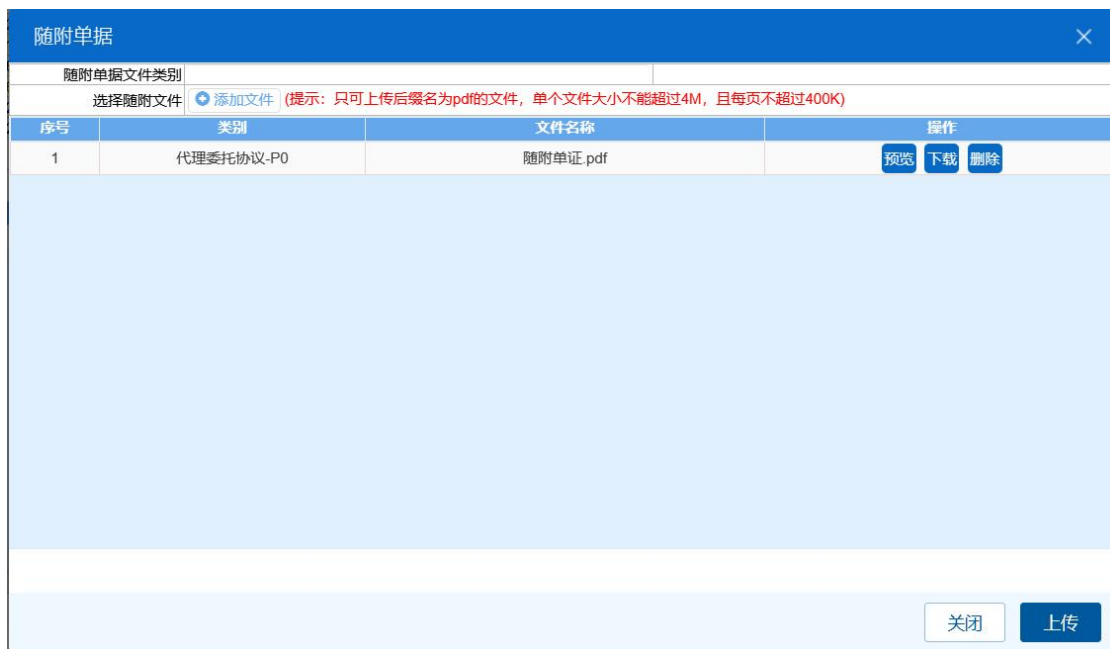 随附单据
随附单据文件类别
选择随附文件 添加文件 (提示：只可上传后缀名为pdf的文件，单个文件大小不能超过4M，且每页不超过400K)
序号 类别 文件名称 操作
1 代理委托协议-P0 随附单证.pdf 预览 下载 删除
关闭 上传